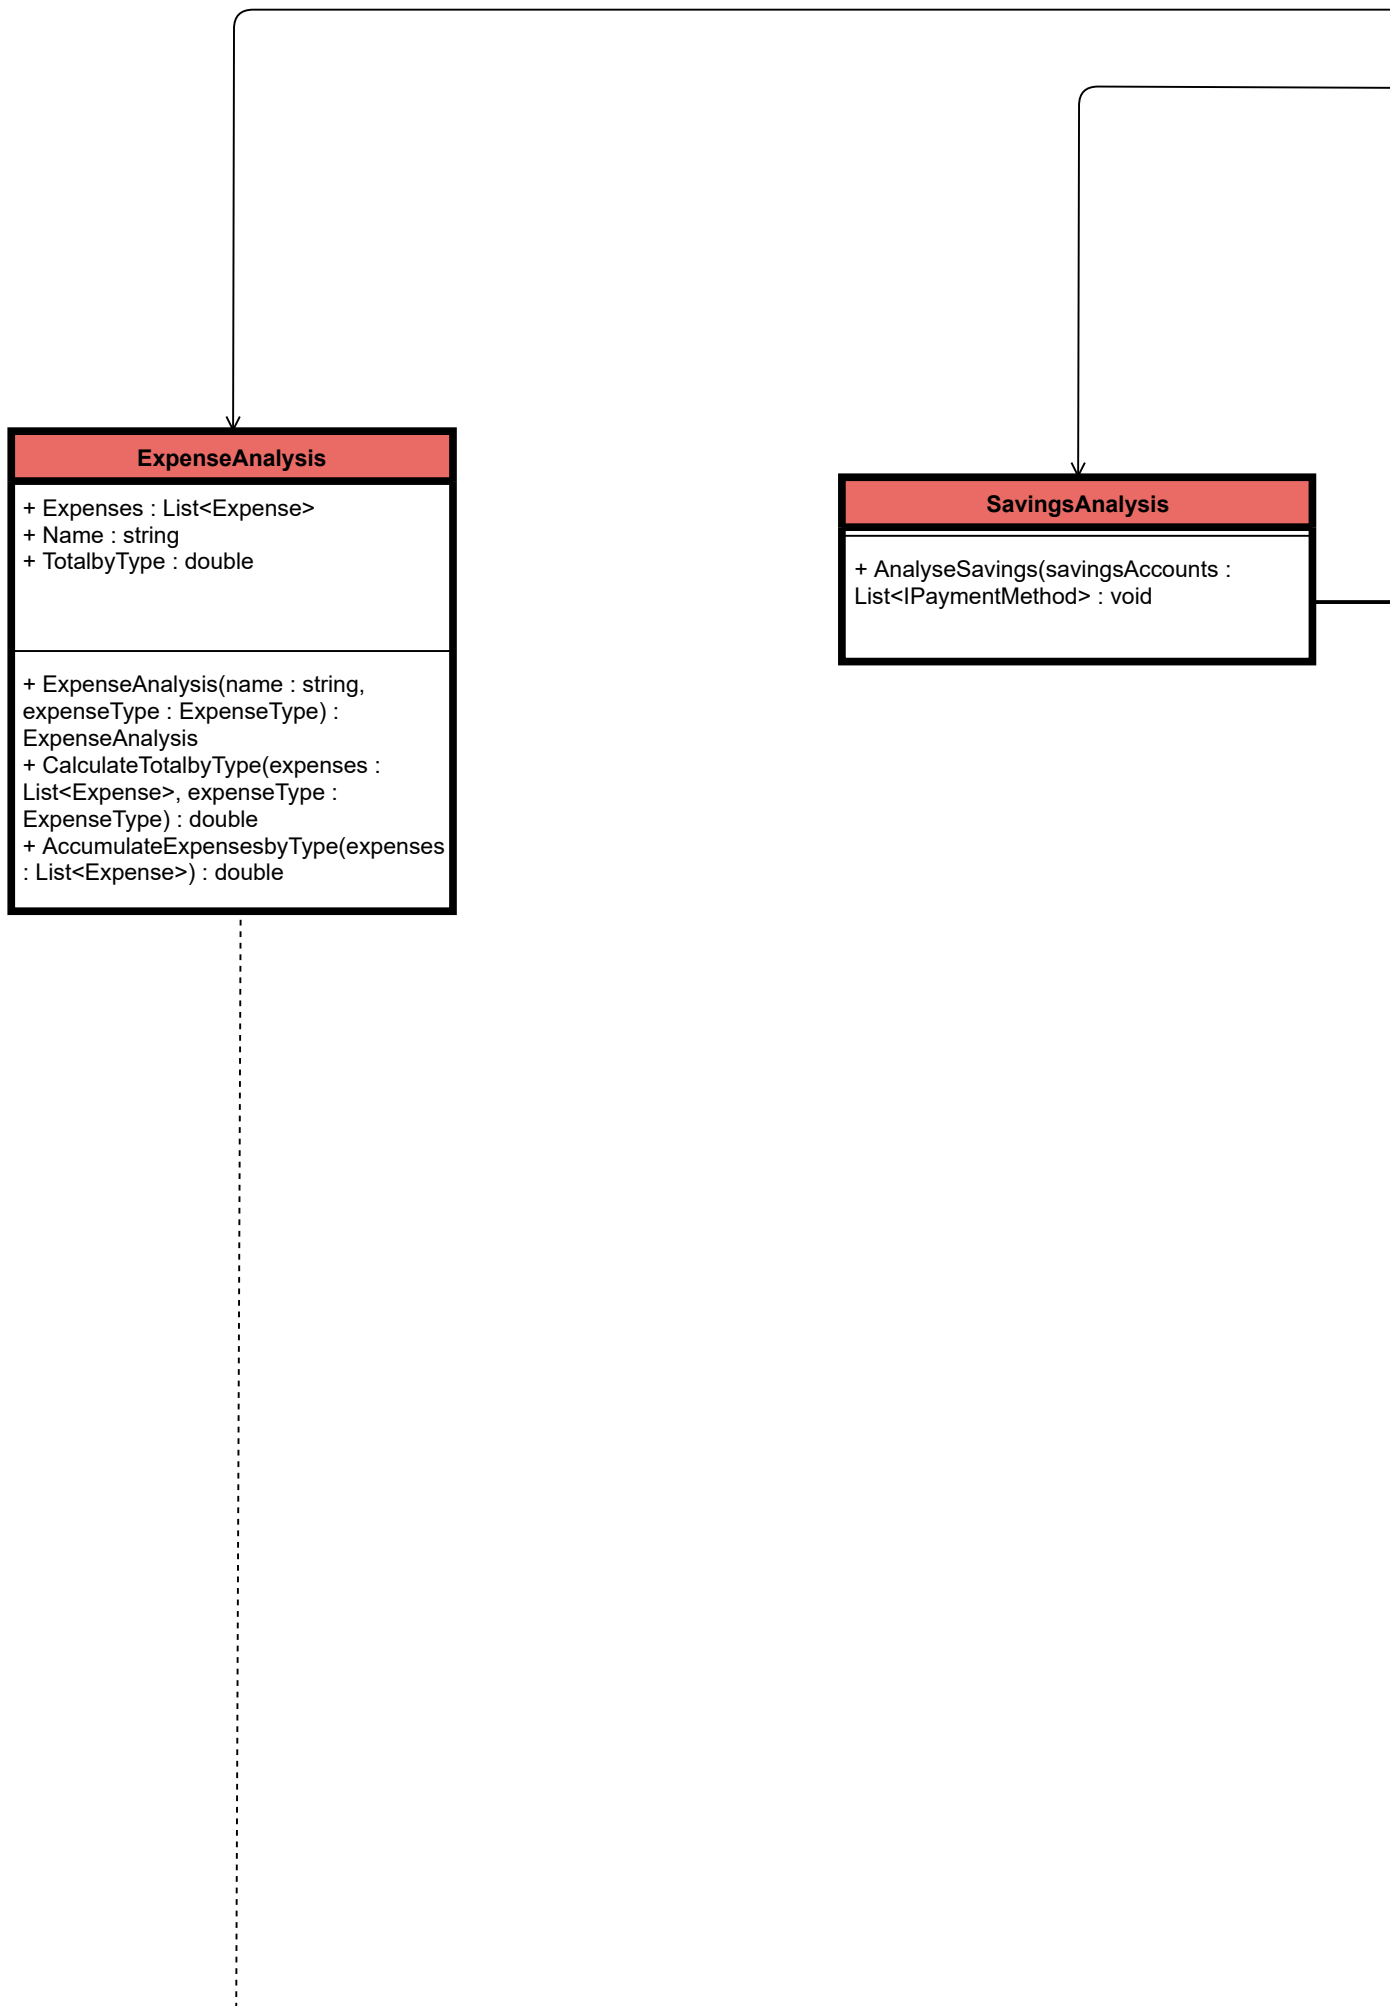 ExpenseAnalysis
+ Expenses : List<Expense>
+ Name : string
+ TotalbyType : double
+ ExpenseAnalysis(name : string,
expenseType : ExpenseType) :
ExpenseAnalysis
+ CalculateTotalbyType(expenses :
List<Expense>, expenseType :
ExpenseType) : double
+ AccumulateExpensesbyType(expenses
: List<Expense>) : double
SavingsAnalysis
+ AnalyseSavings(savingsAccounts :
List<IPaymentMethod> : void